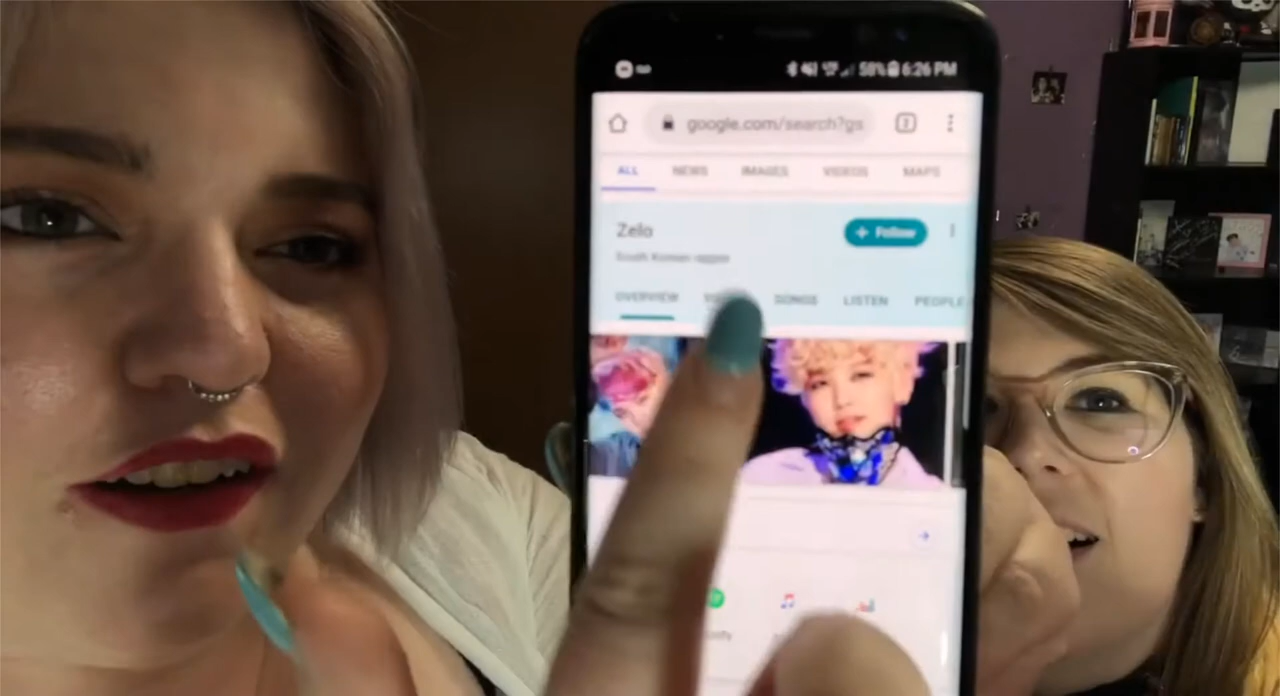 58% 6:26 PM
google.com/search?gs
ALL NEWS IMAGES VIDEOS MAPS
Zelo
+ Follow
South Korean rapper
OVERVIEW SONGS LISTEN PEOPLE